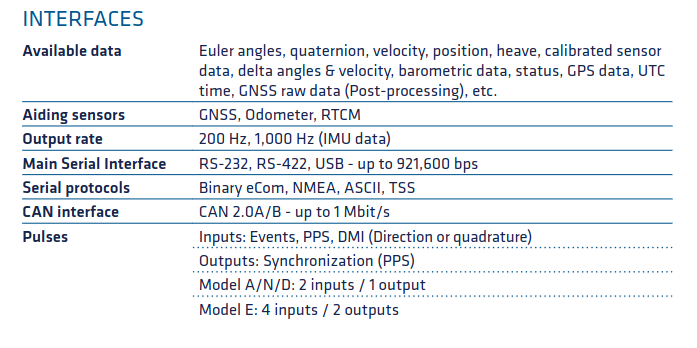 INTERFACES
Available data
Euler angles, quaternion, velocity, position, heave, calibrated sensor
data, delta angles & velocity, barometric data, status, GPS data, UTC
time, GNSS raw data (Post-processing), etc.
Aiding sensors GNSS, Odometer, RTCM
Output rate 200 Hz, 1,000 Hz (IMU data)
Main Serial Interface RS-232, RS-422, USB - up to 921,600 bps
Serial protocols Binary eCom, NMEA, ASCII, TSS
CAN interface CAN 2.0A/B - up to 1 Mbit/s
Pulses Inputs: Events, PPS, DMI (Direction or quadrature)
Outputs: Synchronization (PPS)
Model A/N/D: 2 inputs / 1 output
Model E: 4 inputs / 2 outputs